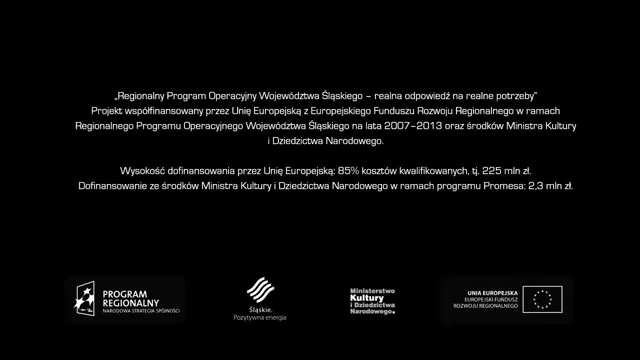 „Regionalny Program Operacyjny Województwa Śląskiego – realna odpowiedź na realne potrzeby"
Projekt współfinansowany przez Unię Europejską z Europejskiego Funduszu Rozwoju Regionalnego w ramach
Regionalnego Programu Operacyjnego Województwa Śląskiego na lata 2007-2013 oraz środków Ministra Kultury
i Dziedzictwa Narodowego.
Wysokość dofinansowania przez Unię Europejską: 85% kosztów kwalifikowanych, tj. 225 mln zł.
Dofinansowanie ze środków Ministra Kultury i Dziedzictwa Narodowego w ramach programu Promesa: 2,3 mln zł.
PROGRAM
REGIONALNY
NARODOWA STRATEGIA SPÓJNOŚCI
Śląskie.
Pozytywna energia
Ministerstwo
Kultury
i Dziedzictwa
Narodowego.
UNIA EUROPEJSKA
EUROPEJSKI FUNDUSZ
ROZWOJU REGIONALNEGO